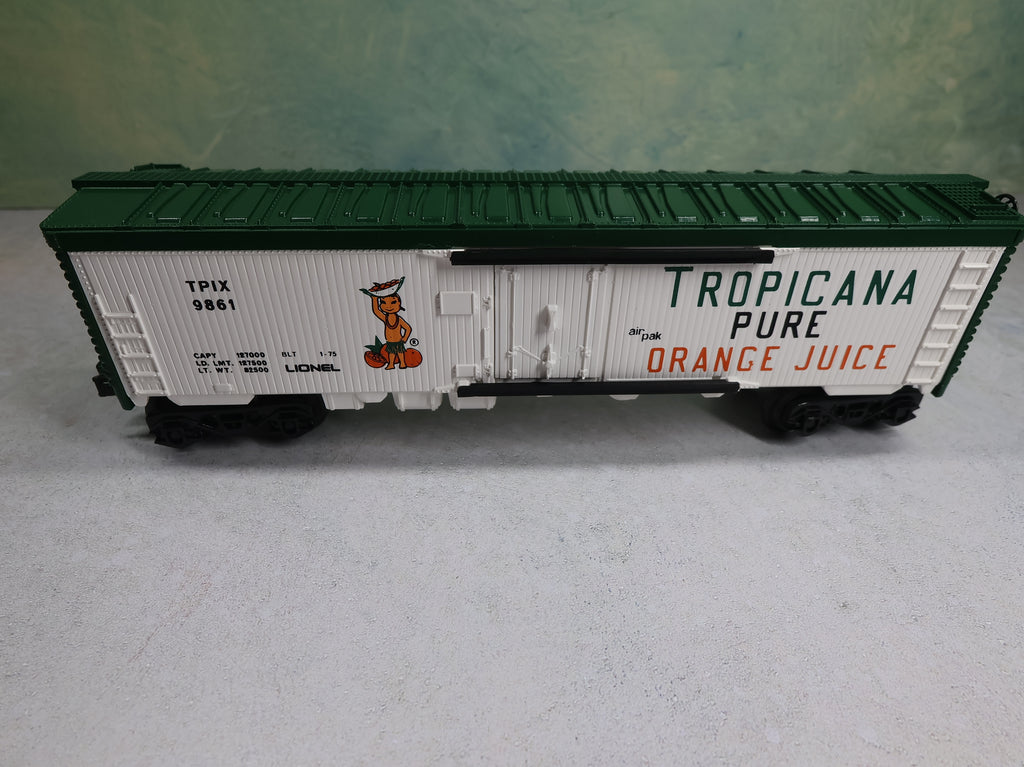 TPIX
9861
CAPY 127000
LD. LMT. 127500
LT. WT. 82500
BLT 1-75
LIONEL
®
TROPICANA
PURE
air pak
ORANGE JUICE